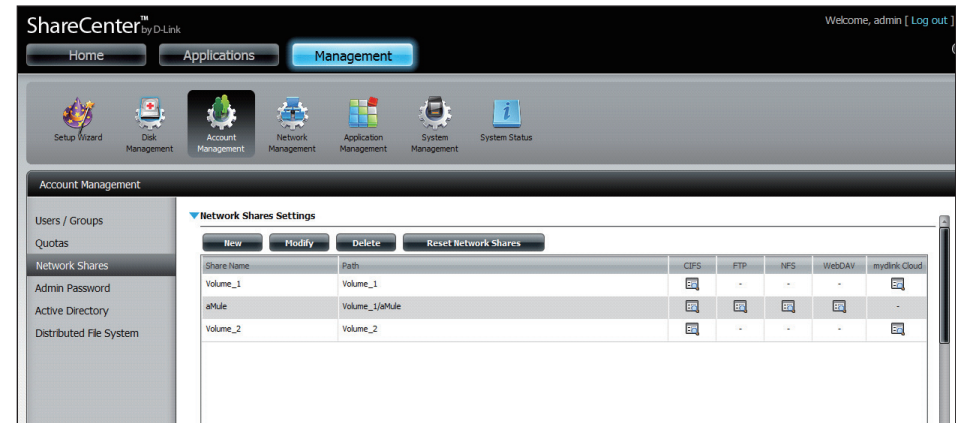 ShareCenter™ by D-Link
Welcome, admin [ Log out ]
Home Applications Management
Setup Wizard
Disk Management
Account Management
Network Management
Application Management
System Management
System Status
Account Management
Users / Groups
Quotas
Network Shares
Admin Password
Active Directory
Distributed File System
Network Shares Settings
New Modify Delete Reset Network Shares
Share Name Path CIFS FTP NFS WebDAV mydlink Cloud
Volume_1 Volume_1 - - -
aMule Volume_1/aMule -
Volume_2 Volume_2 - - -